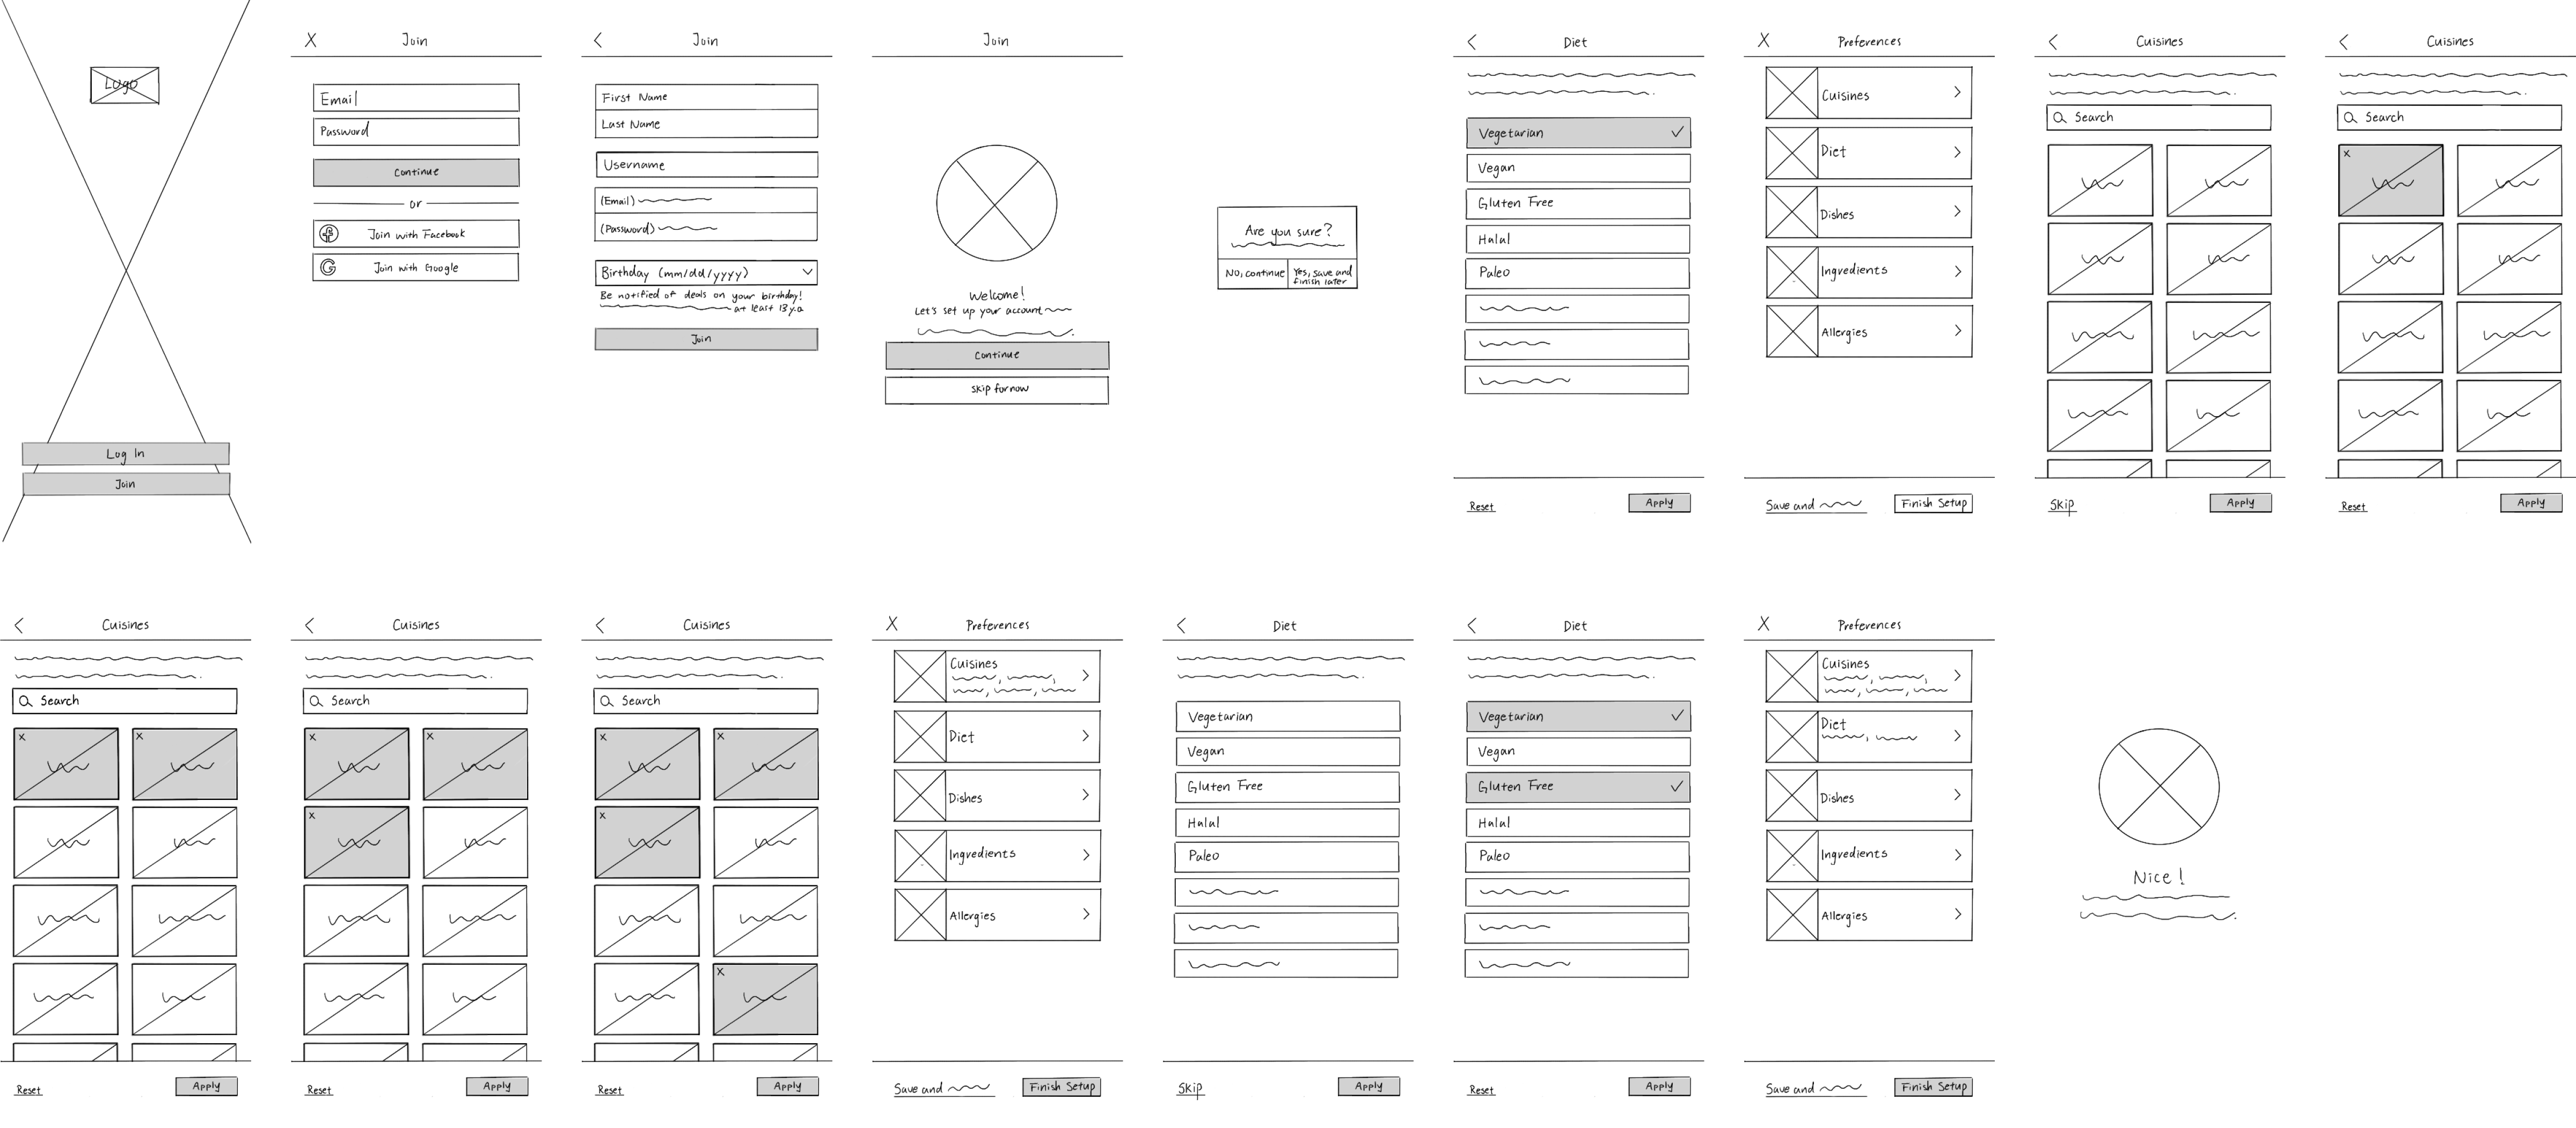 Logo
Log In
Join
X Join
Email
Password
Continue
or
Join with Facebook
G Join with Google
< Join
First Name
Last Name
Username
(Email)
(Password)
Birthday (mm/dd/yyyy)
Be notified of deals on your birthday!
at least 13 y.o
Join
Join
Welcome!
Let's set up your account
Continue
skip for now
Are you sure?
No, continue
Yes, save and
finish later
< Diet
Vegetarian ✓
Vegan
Gluten Free
Halal
Paleo
Reset Apply
X Preferences
Cuisines >
Diet >
Dishes >
Ingredients >
Allergies >
Save and Finish Setup
< Cuisines
Search
Skip Apply
< Cuisines
Search
x
Reset Apply
< Cuisines
Search
x x
Reset Apply
< Cuisines
Search
x x
x
Reset Apply
< Cuisines
Search
x x
x
x
Reset Apply
X Preferences
Cuisines >
Diet >
Dishes >
Ingredients >
Allergies >
Save and Finish Setup
< Diet
Vegetarian
Vegan
Gluten Free
Halal
Paleo
Skip Apply
< Diet
Vegetarian ✓
Vegan
Gluten Free ✓
Halal
Paleo
Reset Apply
X Preferences
Cuisines >
Diet >
Dishes >
Ingredients >
Allergies >
Save and Finish Setup
Nice!